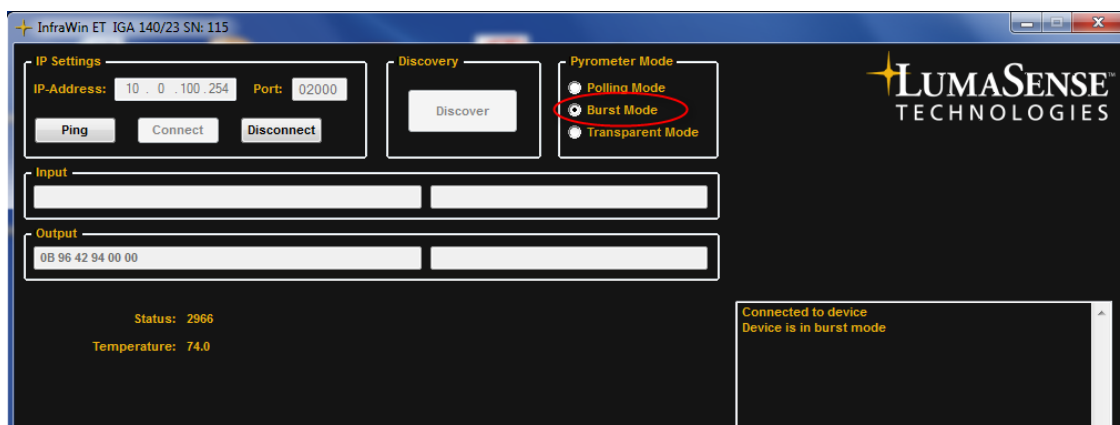 InfraWin ET IGA 140/23 SN: 115
IP Settings
IP-Address: 10 . 0 .100 .254 Port: 02000
Ping Connect Disconnect
Discovery
Discover
Pyrometer Mode
Polling Mode
Burst Mode
Transparent Mode
LUMASENSE™
TECHNOLOGIES
Input
Output
0B 96 42 94 00 00
Status: 2966
Temperature: 74.0
Connected to device
Device is in burst mode